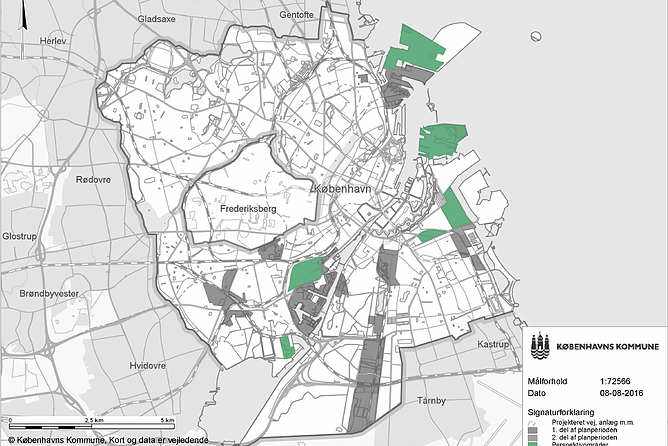 Gentofte
Gladsaxe
Herlev
Rødovre
København
Frederiksberg
Glostrup
Brøndbyvester
Hvidovre
Kastrup
Tårnby
0
2,5 km
5 km
© Københavns Kommune, Kort og data er vejledende
KØBENHAVNS KOMMUNE
Målforhold 1:72566
Dato 08-08-2016
Signaturforklaring
Projekteret vej, anlæg m.m.
1. del af planperioden
2. del af planperioden
Perspektivområder